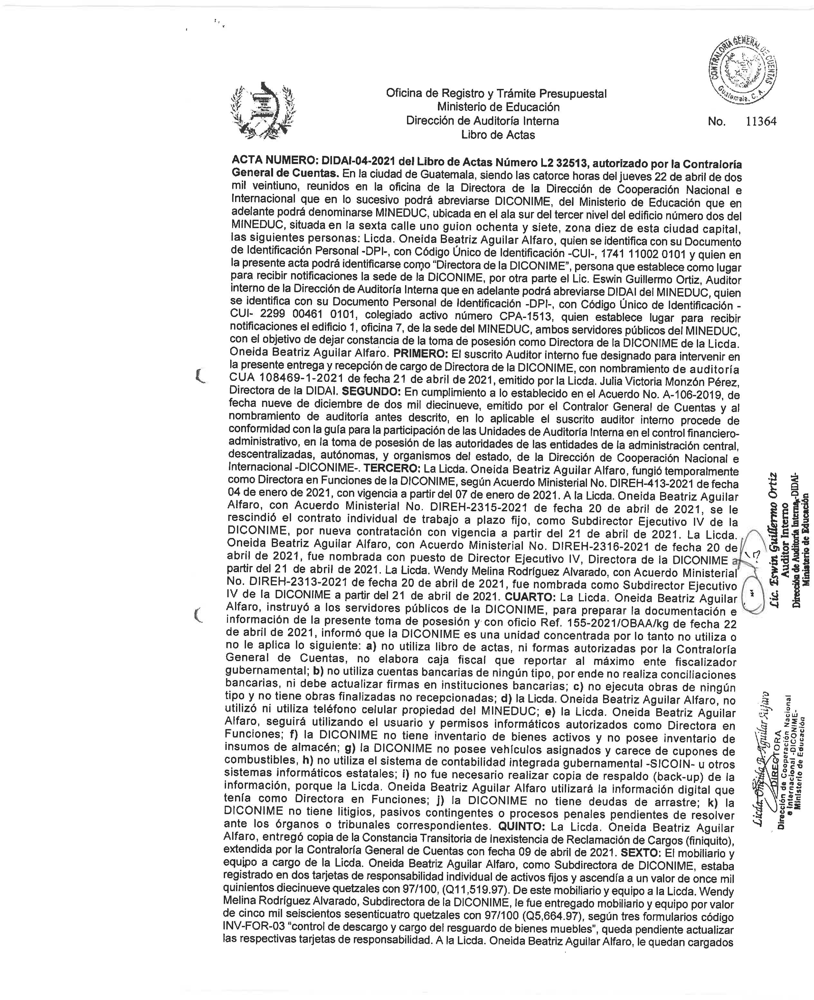 CONTRALORIA GENERAL DE CUENTAS
Guatemala, C. A.
Oficina de Registro y Trámite Presupuestal
Ministerio de Educación
Dirección de Auditoría Interna
Libro de Actas
No. 11364
ACTA NUMERO: DIDAI-04-2021 del Libro de Actas Número L2 32513, autorizado por la Contraloría
General de Cuentas. En la ciudad de Guatemala, siendo las catorce horas del jueves 22 de abril de dos
mil veintiuno, reunidos en la oficina de la Directora de la Dirección de Cooperación Nacional e
Internacional que en lo sucesivo podrá abreviarse DICONIME, del Ministerio de Educación que en
adelante podrá denominarse MINEDUC, ubicada en el ala sur del tercer nivel del edificio número dos del
MINEDUC, situada en la sexta calle uno guion ochenta y siete, zona diez de esta ciudad capital,
las siguientes personas: Licda. Oneida Beatriz Aguilar Alfaro, quien se identifica con su Documento
de Identificación Personal -DPI-, con Código Único de Identificación -CUI-, 1741 11002 0101 y quien en
la presente acta podrá identificarse como "Directora de la DICONIME", persona que establece como lugar
para recibir notificaciones la sede de la DICONIME, por otra parte el Lic. Eswin Guillermo Ortiz, Auditor
interno de la Dirección de Auditoría Interna que en adelante podrá abreviarse DIDAI del MINEDUC, quien
se identifica con su Documento Personal de Identificación -DPI-, con Código Único de Identificación -
CUI- 2299 00461 0101, colegiado activo número CPA-1513, quien establece lugar para recibir
notificaciones el edificio 1, oficina 7, de la sede del MINEDUC, ambos servidores públicos del MINEDUC,
con el objetivo de dejar constancia de la toma de posesión como Directora de la DICONIME de la Licda.
Oneida Beatriz Aguilar Alfaro. PRIMERO: El suscrito Auditor interno fue designado para intervenir en
la presente entrega y recepción de cargo de Directora de la DICONIME, con nombramiento de auditoría
CUA 108469-1-2021 de fecha 21 de abril de 2021, emitido por la Licda. Julia Victoria Monzón Pérez,
Directora de la DIDAI. SEGUNDO: En cumplimiento a lo establecido en el Acuerdo No. A-106-2019, de
fecha nueve de diciembre de dos mil diecinueve, emitido por el Contralor General de Cuentas y al
nombramiento de auditoría antes descrito, en lo aplicable el suscrito auditor interno procede de
conformidad con la guía para la participación de las Unidades de Auditoría Interna en el control financiero-
administrativo, en la toma de posesión de las autoridades de las entidades de la administración central,
descentralizadas, autónomas, y organismos del estado, de la Dirección de Cooperación Nacional e
Internacional -DICONIME-. TERCERO: La Licda. Oneida Beatriz Aguilar Alfaro, fungió temporalmente
como Directora en Funciones de la DICONIME, según Acuerdo Ministerial No. DIREH-413-2021 de fecha
04 de enero de 2021, con vigencia a partir del 07 de enero de 2021. A la Licda. Oneida Beatriz Aguilar
Alfaro, con Acuerdo Ministerial No. DIREH-2315-2021 de fecha 20 de abril de 2021, se le
rescindió el contrato individual de trabajo a plazo fijo, como Subdirector Ejecutivo IV de la
DICONIME, por nueva contratación con vigencia a partir del 21 de abril de 2021. La Licda.
Oneida Beatriz Aguilar Alfaro, con Acuerdo Ministerial No. DIREH-2316-2021 de fecha 20 de
abril de 2021, fue nombrada con puesto de Director Ejecutivo IV, Directora de la DICONIME a
partir del 21 de abril de 2021. La Licda. Wendy Melina Rodríguez Alvarado, con Acuerdo Ministerial
No. DIREH-2313-2021 de fecha 20 de abril de 2021, fue nombrada como Subdirector Ejecutivo
IV de la DICONIME a partir del 21 de abril de 2021. CUARTO: La Licda. Oneida Beatriz Aguilar
Alfaro, instruyó a los servidores públicos de la DICONIME, para preparar la documentación e
información de la presente toma de posesión y con oficio Ref. 155-2021/OBAA/kg de fecha 22
de abril de 2021, informó que la DICONIME es una unidad concentrada por lo tanto no utiliza o
no le aplica lo siguiente: a) no utiliza libro de actas, ni formas autorizadas por la Contraloría
General de Cuentas, no elabora caja fiscal que reportar al máximo ente fiscalizador
gubernamental; b) no utiliza cuentas bancarias de ningún tipo, por ende no realiza conciliaciones
bancarias, ni debe actualizar firmas en instituciones bancarias; c) no ejecuta obras de ningún
tipo y no tiene obras finalizadas no recepcionadas; d) la Licda. Oneida Beatriz Aguilar Alfaro, no
utilizó ni utiliza teléfono celular propiedad del MINEDUC; e) la Licda. Oneida Beatriz Aguilar
Alfaro, seguirá utilizando el usuario y permisos informáticos autorizados como Directora en
Funciones; f) la DICONIME no tiene inventario de bienes activos y no posee inventario de
insumos de almacén; g) la DICONIME no posee vehículos asignados y carece de cupones de
combustibles, h) no utiliza el sistema de contabilidad integrada gubernamental -SICOIN- u otros
sistemas informáticos estatales; i) no fue necesario realizar copia de respaldo (back-up) de la
información, porque la Licda. Oneida Beatriz Aguilar Alfaro utilizará la información digital que
tenía como Directora en Funciones; j) la DICONIME no tiene deudas de arrastre; k) la
DICONIME no tiene litigios, pasivos contingentes o procesos penales pendientes de resolver
ante los órganos o tribunales correspondientes. QUINTO: La Licda. Oneida Beatriz Aguilar
Alfaro, entregó copia de la Constancia Transitoria de Inexistencia de Reclamación de Cargos (finiquito),
extendida por la Contraloría General de Cuentas con fecha 09 de abril de 2021. SEXTO: El mobiliario y
equipo a cargo de la Licda. Oneida Beatriz Aguilar Alfaro, como Subdirectora de DICONIME, estaba
registrado en dos tarjetas de responsabilidad individual de activos fijos y ascendía a un valor de once mil
quinientos diecinueve quetzales con 97/100, (Q11,519.97). De este mobiliario y equipo a la Licda. Wendy
Melina Rodríguez Alvarado, Subdirectora de la DICONIME, le fue entregado mobiliario y equipo por valor
de cinco mil seiscientos sesenticuatro quetzales con 97/100 (Q5,664.97), según tres formularios código
INV-FOR-03 "control de descargo y cargo del resguardo de bienes muebles", queda pendiente actualizar
las respectivas tarjetas de responsabilidad. A la Licda. Oneida Beatriz Aguilar Alfaro, le quedan cargados
Lic. Eswin Guillermo Ortiz
Auditor Interno
Dirección de Auditoría Interna-DIDAI-
Ministerio de Educación
Licda. Oneida B. Aguilar Alfaro
DIRECTORA
Dirección de Cooperación Nacional
e Internacional -DICONIME-
Ministerio de Educación